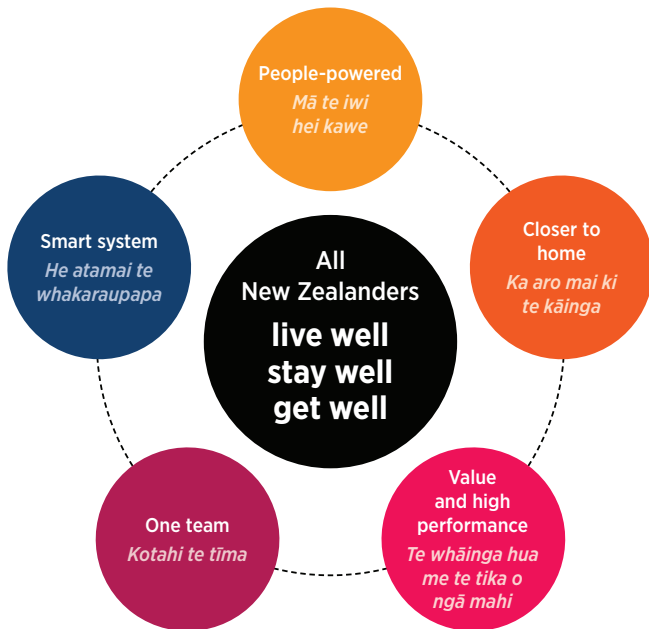 People-powered
Mā te iwi
hei kawe
Closer to
home
Ka aro mai ki
te kāinga
Value
and high
performance
Te whāinga hua
me te tika o
ngā mahi
One team
Kotahi te tīma
Smart system
He atamai te
whakaraupapa
All
New Zealanders
live well
stay well
get well